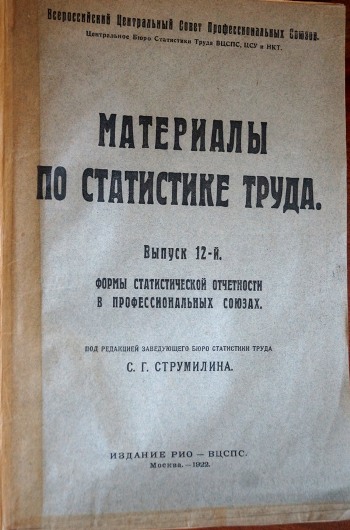 Всероссийский Центральный Совет Профессиональных Союзов.
Центральное Бюро Статистики Труда ВЦСПС, ЦСУ и НКТ.
МАТЕРИАЛЫ
ПО СТАТИСТИКЕ ТРУДА.
Выпуск 12-й.
ФОРМЫ СТАТИСТИЧЕСКОЙ ОТЧЕТНОСТИ
В ПРОФЕССИОНАЛЬНЫХ СОЮЗАХ.
ПОД РЕДАКЦИЕЙ ЗАВЕДУЮЩЕГО БЮРО СТАТИСТИКИ ТРУДА
С. Г. СТРУМИЛИНА.
ИЗДАНИЕ РИО — ВЦСПС.
Москва.—1922.